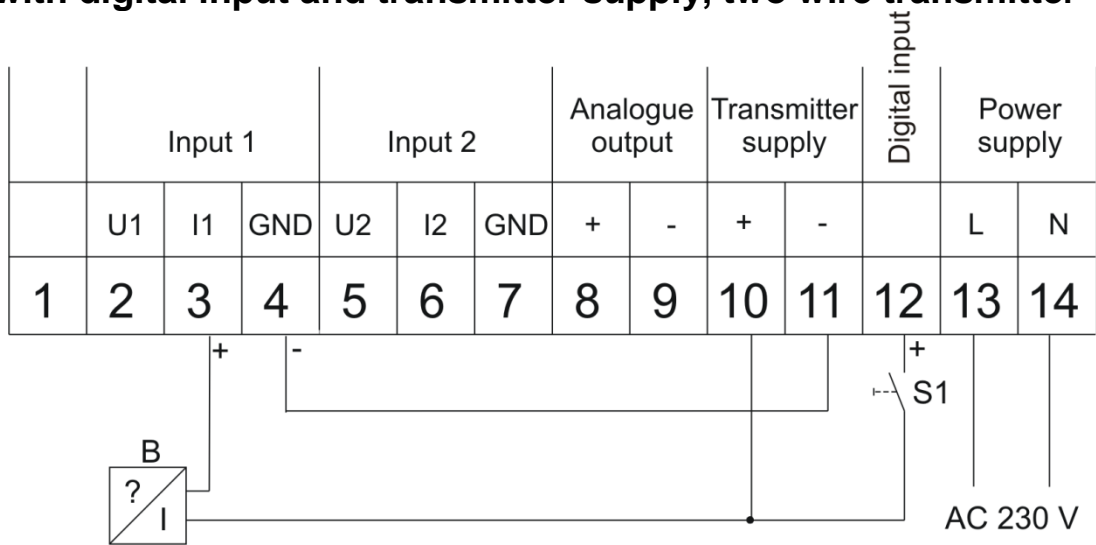 with digital input and transmitter supply, two wire transmitter
Input 1
Input 2
Analogue
output
Transmitter
supply
Digital input
Power
supply
U1 I1 GND U2 I2 GND + - + - L N
1 2 3 4 5 6 7 8 9 10 11 12 13 14
+ - +
S1
B
?
I
AC 230 V